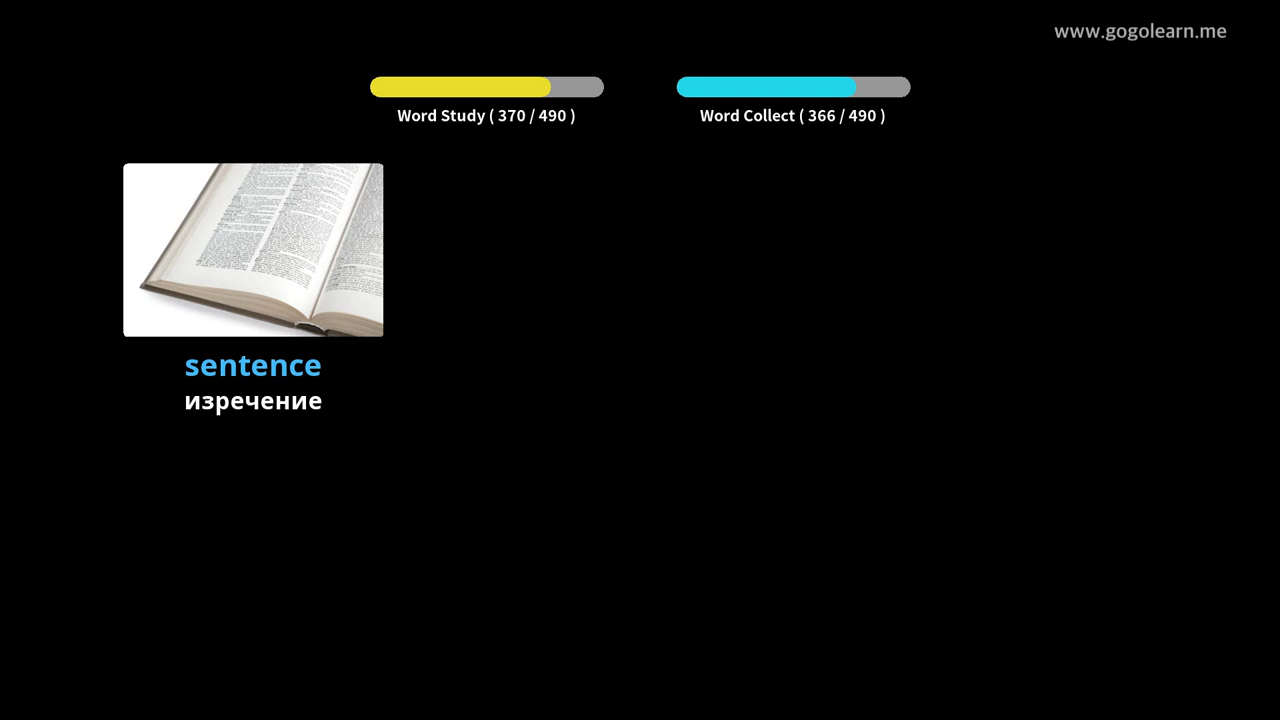 www.gogolearn.me
Word Study ( 370 / 490 )
Word Collect ( 366 / 490 )
sentence
изречение